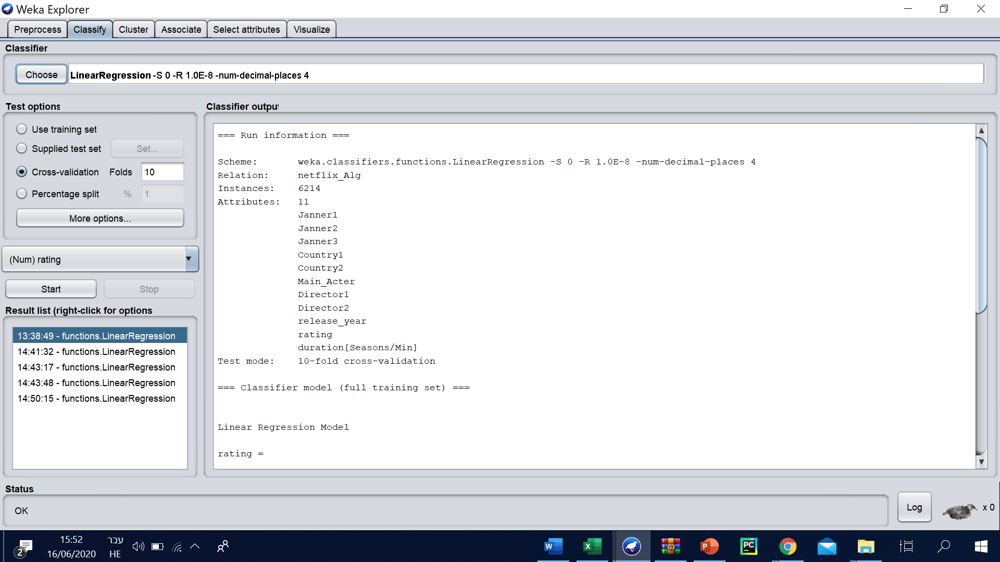 Weka Explorer
Preprocess Classify Cluster Associate Select attributes Visualize
Classifier
Choose LinearRegression -S 0 -R 1.0E-8 -num-decimal-places 4
Test options
Use training set
Supplied test set Set...
Cross-validation Folds 10
Percentage split % 1
More options...
(Num) rating
Start Stop
Result list (right-click for options
13:38:49 - functions.LinearRegression
14:41:32 - functions.LinearRegression
14:43:17 - functions.LinearRegression
14:43:48 - functions.LinearRegression
14:50:15 - functions.LinearRegression
Classifier output
=== Run information ===
Scheme: weka.classifiers.functions.LinearRegression -S 0 -R 1.0E-8 -num-decimal-places 4
Relation: netflix_Alg
Instances: 6214
Attributes: 11
Janner1
Janner2
Janner3
Country1
Country2
Main_Acter
Director1
Director2
release_year
rating
duration[Seasons/Min]
Test mode: 10-fold cross-validation
=== Classifier model (full training set) ===
Linear Regression Model
rating =
Status
OK
Log x 0
2
15:52
16/06/2020
עבר
HE
W
X
P
PC